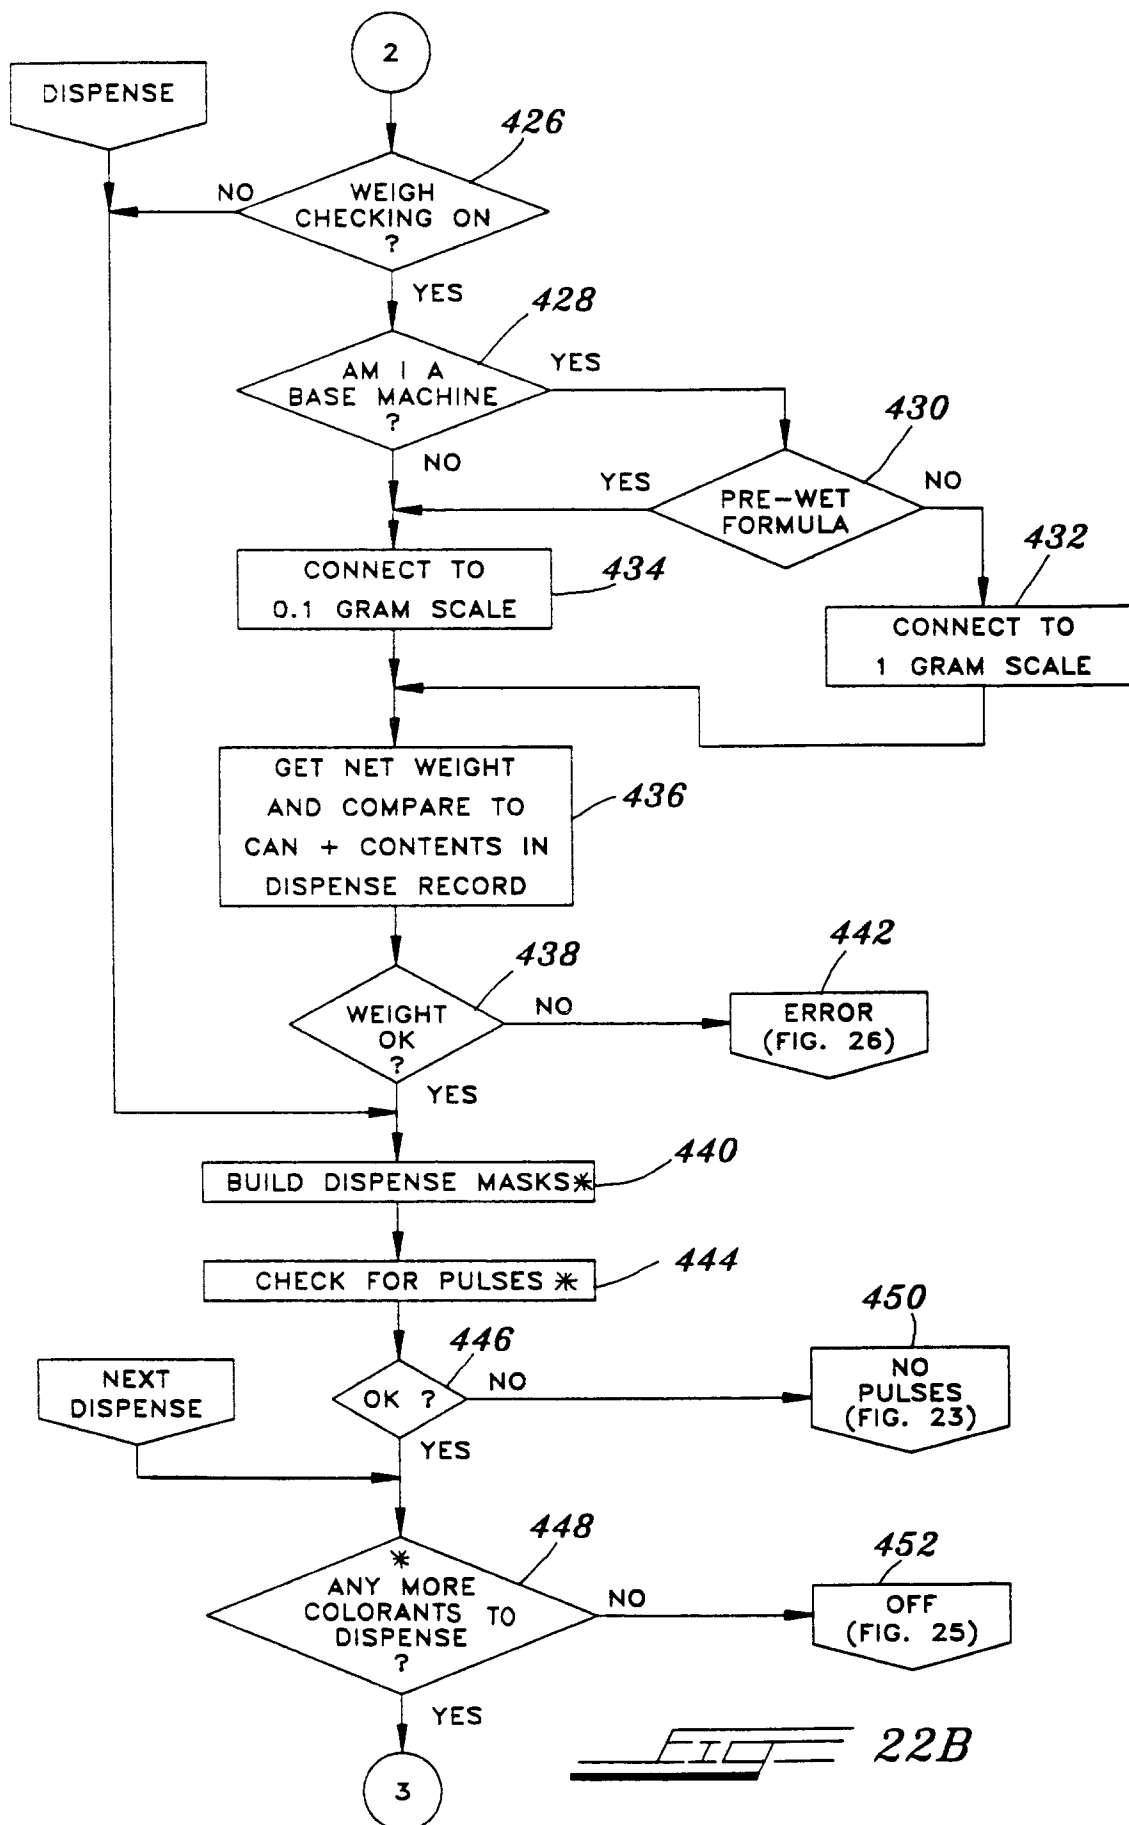 2
DISPENSE
426
NO
WEIGH
CHECKING ON
?
YES
428
AM I A
BASE MACHINE
?
YES
430
NO
YES
PRE-WET
FORMULA
NO
432
CONNECT TO
0.1 GRAM SCALE
434
CONNECT TO
1 GRAM SCALE
GET NET WEIGHT
AND COMPARE TO
CAN + CONTENTS IN
DISPENSE RECORD
436
438
442
WEIGHT
OK
?
NO
ERROR
(FIG. 26)
YES
BUILD DISPENSE MASKS*
440
CHECK FOR PULSES *
444
450
446
NEXT
DISPENSE
OK ?
NO
NO
PULSES
(FIG. 23)
YES
448
452
*
ANY MORE
COLORANTS TO
DISPENSE
?
NO
OFF
(FIG. 25)
YES
3
FIG 22B